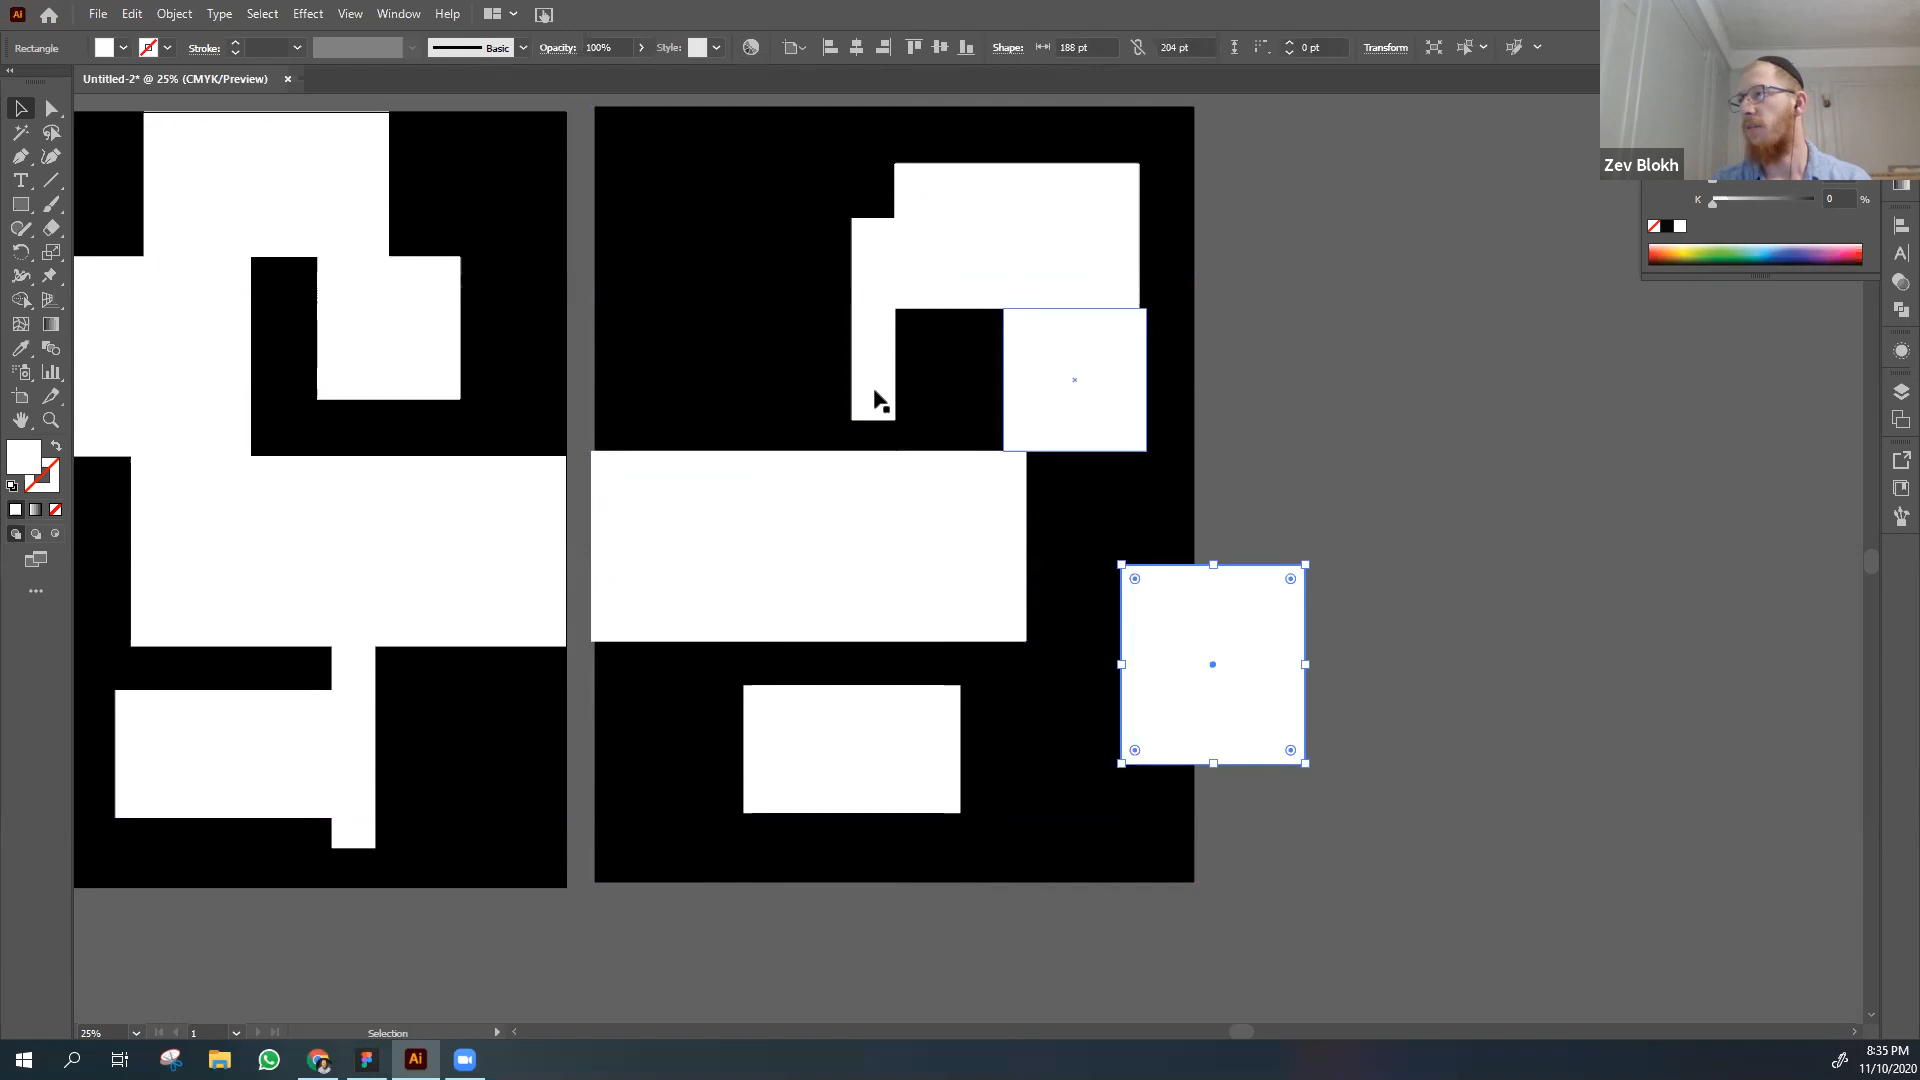 Ai File Edit Object Type Select Effect View Window Help
Rectangle Stroke: Basic Opacity: 100% Style: Shape: 188 pt 204 pt 0 pt Transform
Untitled-2* @ 25% (CMYK/Preview) ×
Zev Blokh
K 0 %
25% 1 Selection
Ai
8:35 PM
11/10/2020